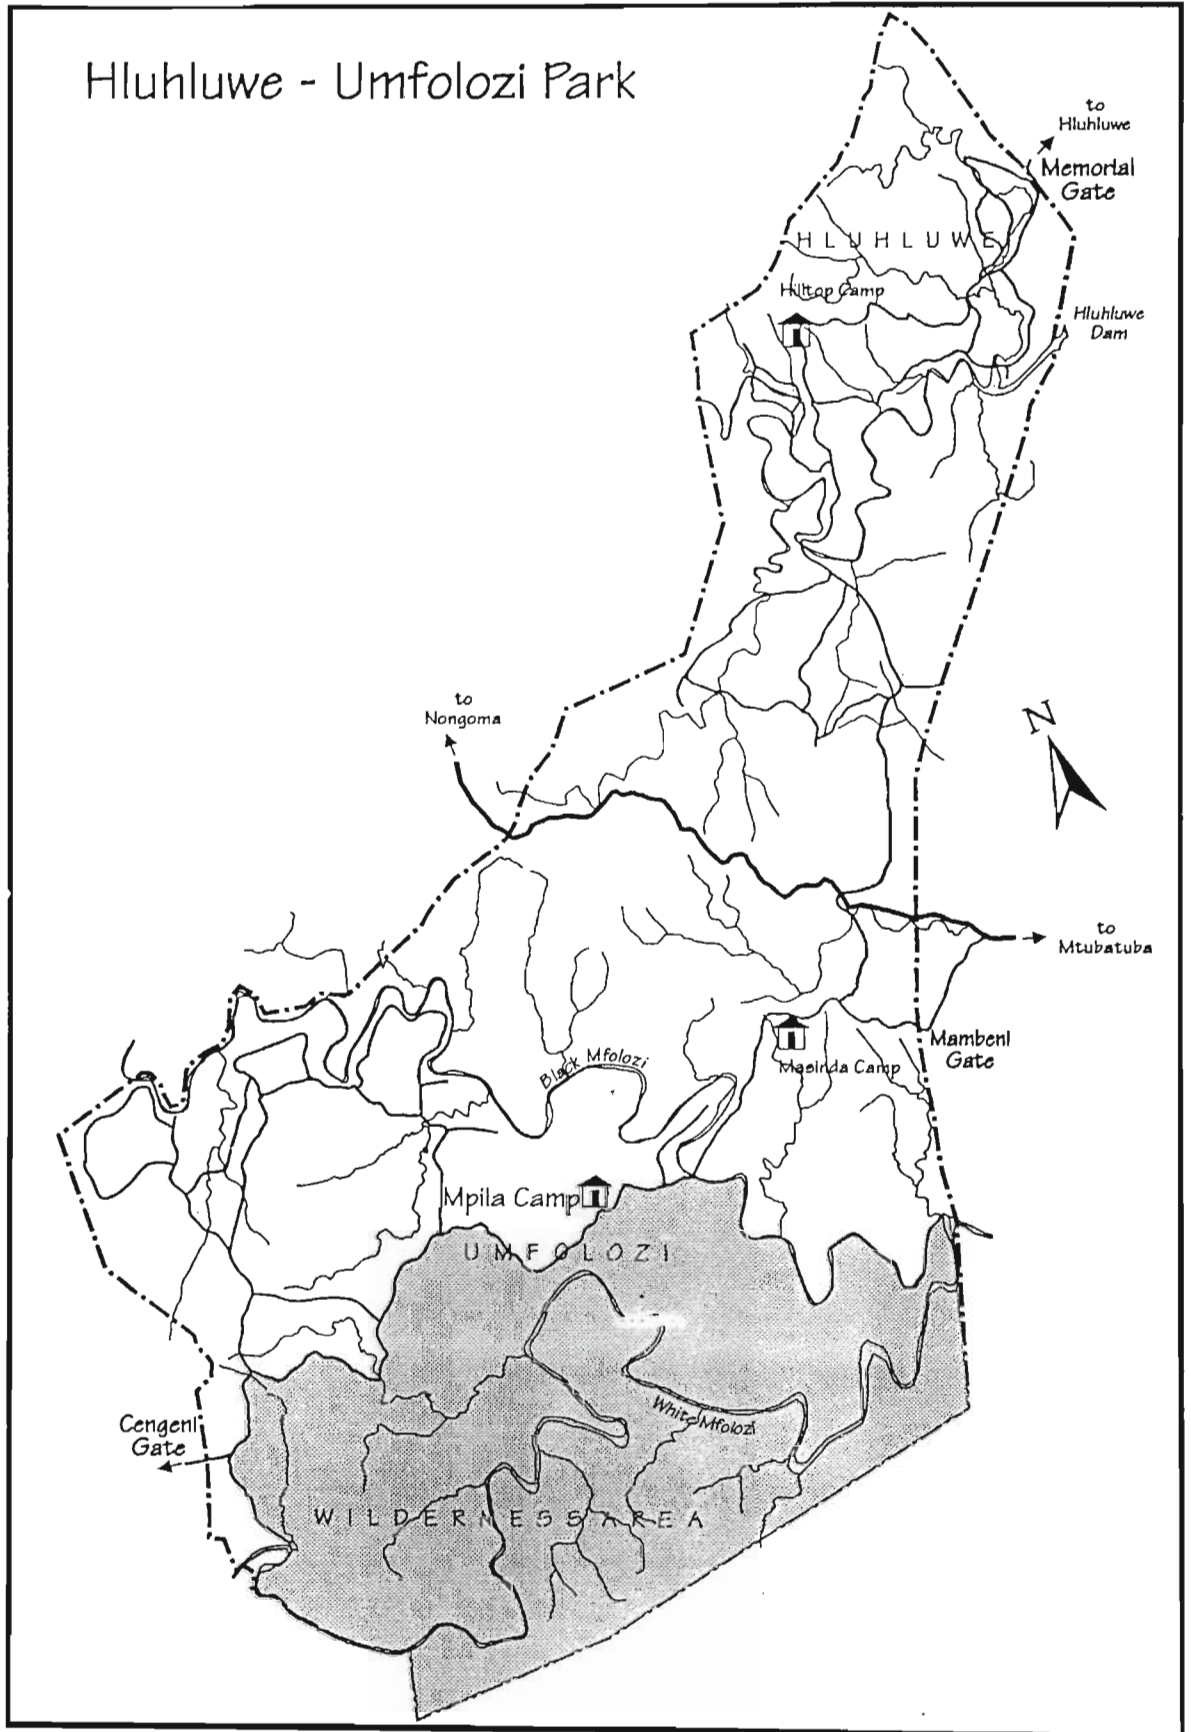 Hluhluwe - Umfolozi Park
to
Hluhluwe
Memorial
Gate
HLUHLUWE
Hilltop Camp
Hluhluwe
Dam
to
Nongoma
N
to
Mtubatuba
Mambeni
Gate
Masinda Camp
Black Mfolozi
Mpila Camp
UMFOLOZI
White Mfolozi
Cengeni
Gate
WILDERNESS AREA